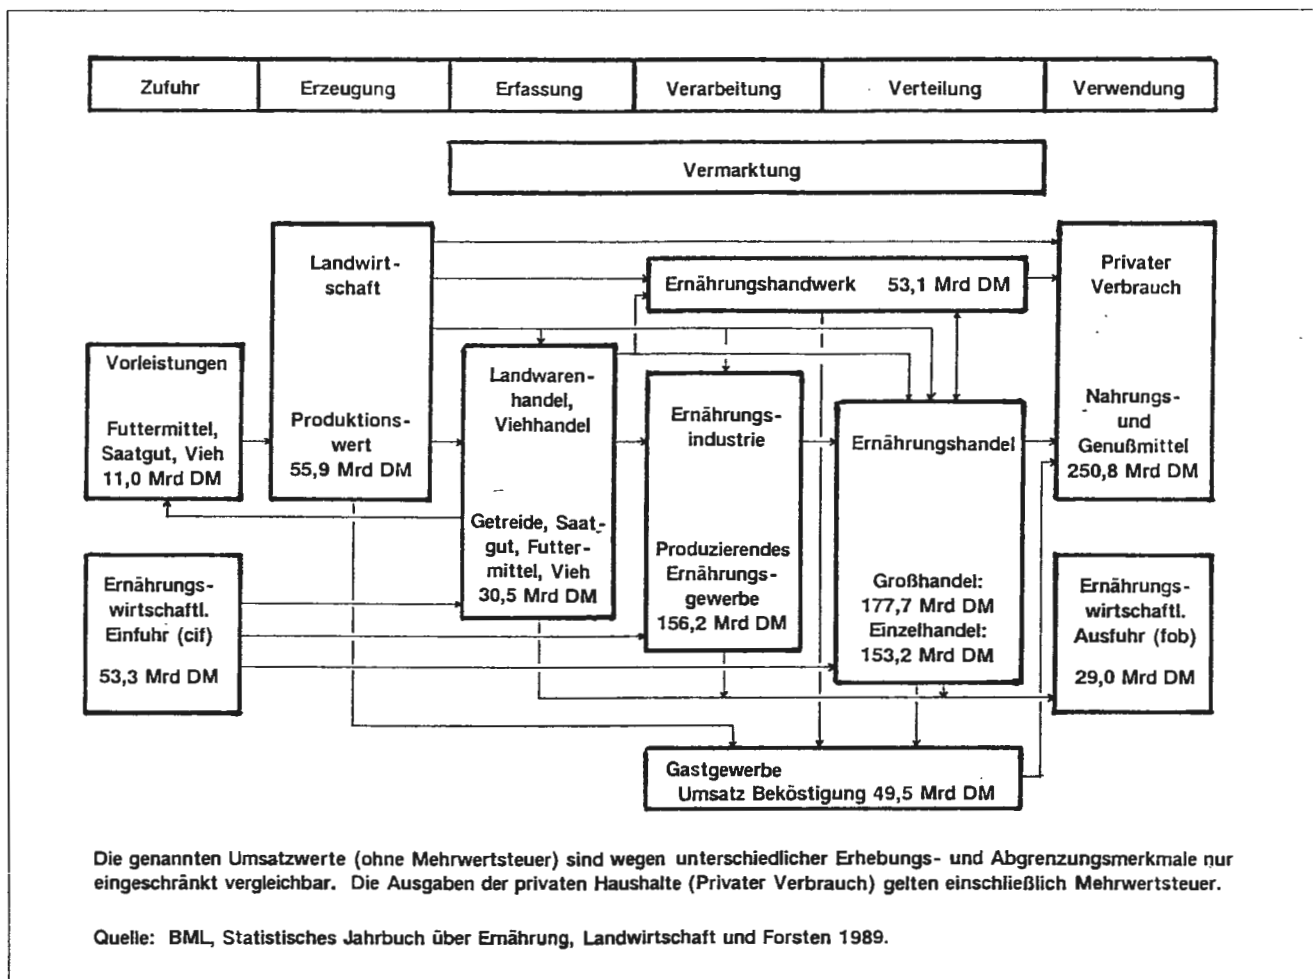 Zufuhr
Erzeugung
Erfassung
Verarbeitung
Verteilung
Verwendung
Vermarktung
Vorleistungen
Futtermittel,
Saatgut, Vieh
11,0 Mrd DM
Ernährungs-
wirtschaftl.
Einfuhr (cif)
53,3 Mrd DM
Landwirt-
schaft
Produktions-
wert
55,9 Mrd DM
Landwaren-
handel,
Viehhandel
Getreide, Saat-
gut, Futter-
mittel, Vieh
30,5 Mrd DM
Ernährungshandwerk 53,1 Mrd DM
Ernährungs-
industrie
Produzierendes
Ernährungs-
gewerbe
156,2 Mrd DM
Ernährungshandel
Großhandel:
177,7 Mrd DM
Einzelhandel:
153,2 Mrd DM
Gastgewerbe
Umsatz Beköstigung 49,5 Mrd DM
Privater
Verbrauch
Nahrungs-
und
Genußmittel
250,8 Mrd DM
Ernährungs-
wirtschaftl.
Ausfuhr (fob)
29,0 Mrd DM
Die genannten Umsatzwerte (ohne Mehrwertsteuer) sind wegen unterschiedlicher Erhebungs- und Abgrenzungsmerkmale nur
eingeschränkt vergleichbar. Die Ausgaben der privaten Haushalte (Privater Verbrauch) gelten einschließlich Mehrwertsteuer.
Quelle: BML, Statistisches Jahrbuch über Ernährung, Landwirtschaft und Forsten 1989.